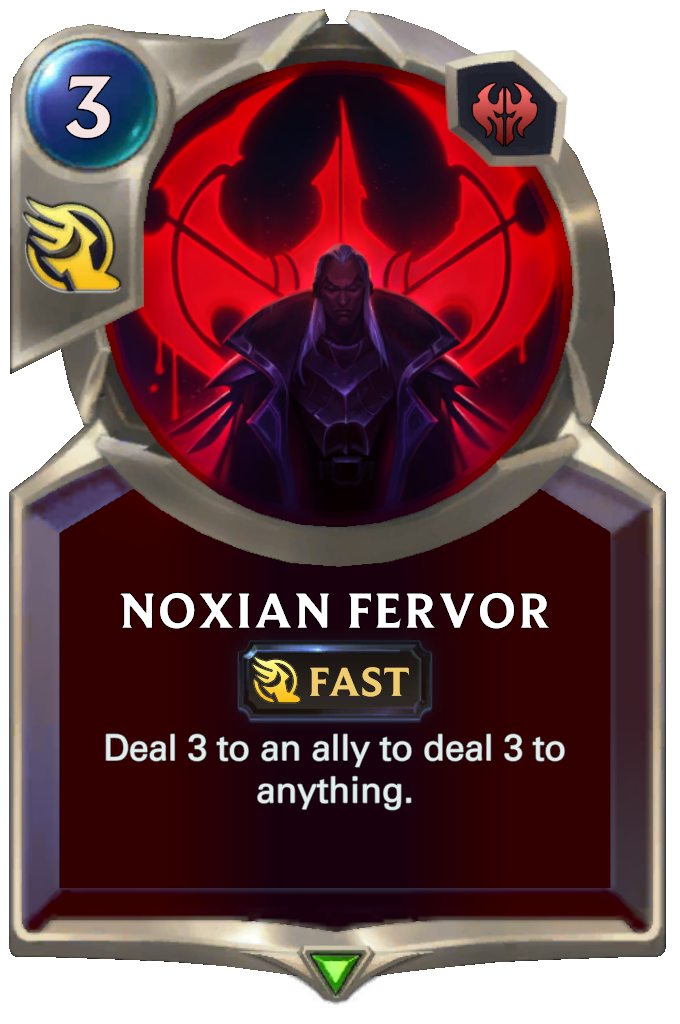 3
NOXIAN FERVOR
FAST
Deal 3 to an ally to deal 3 to
anything.